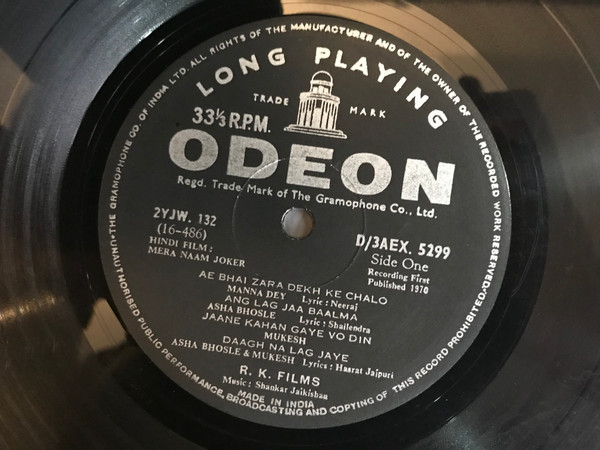 UNAUTHORISED PUBLIC PERFORMANCE, BROADCASTING AND COPYING OF THIS RECORD PROHIBITED. • THE GRAMOPHONE CO. OF INDIA LTD. ALL RIGHTS OF THE MANUFACTURER AND OF THE OWNER OF THE RECORDED WORK RESERVED.
LONG PLAYING
TRADE MARK
33⅓ R.P.M.
ODEON
Regd. Trade Mark of The Gramophone Co., Ltd.
2YJW. 132
(16-486)
HINDI FILM :
MERA NAAM JOKER
D/3AEX. 5299
Side One
Recording First
Published 1970
AE BHAI ZARA DEKH KE CHALO
MANNA DEY Lyric: Neeraj
ANG LAG JAA BAALMA
ASHA BHOSLE Lyric: Shailendra
JAANE KAHAN GAYE VO DIN
MUKESH
DAAGH NA LAG JAYE
ASHA BHOSLE & MUKESH Lyrics: Hasrat Jaipuri
R. K. FILMS
Music: Shankar Jaikishan
MADE IN INDIA